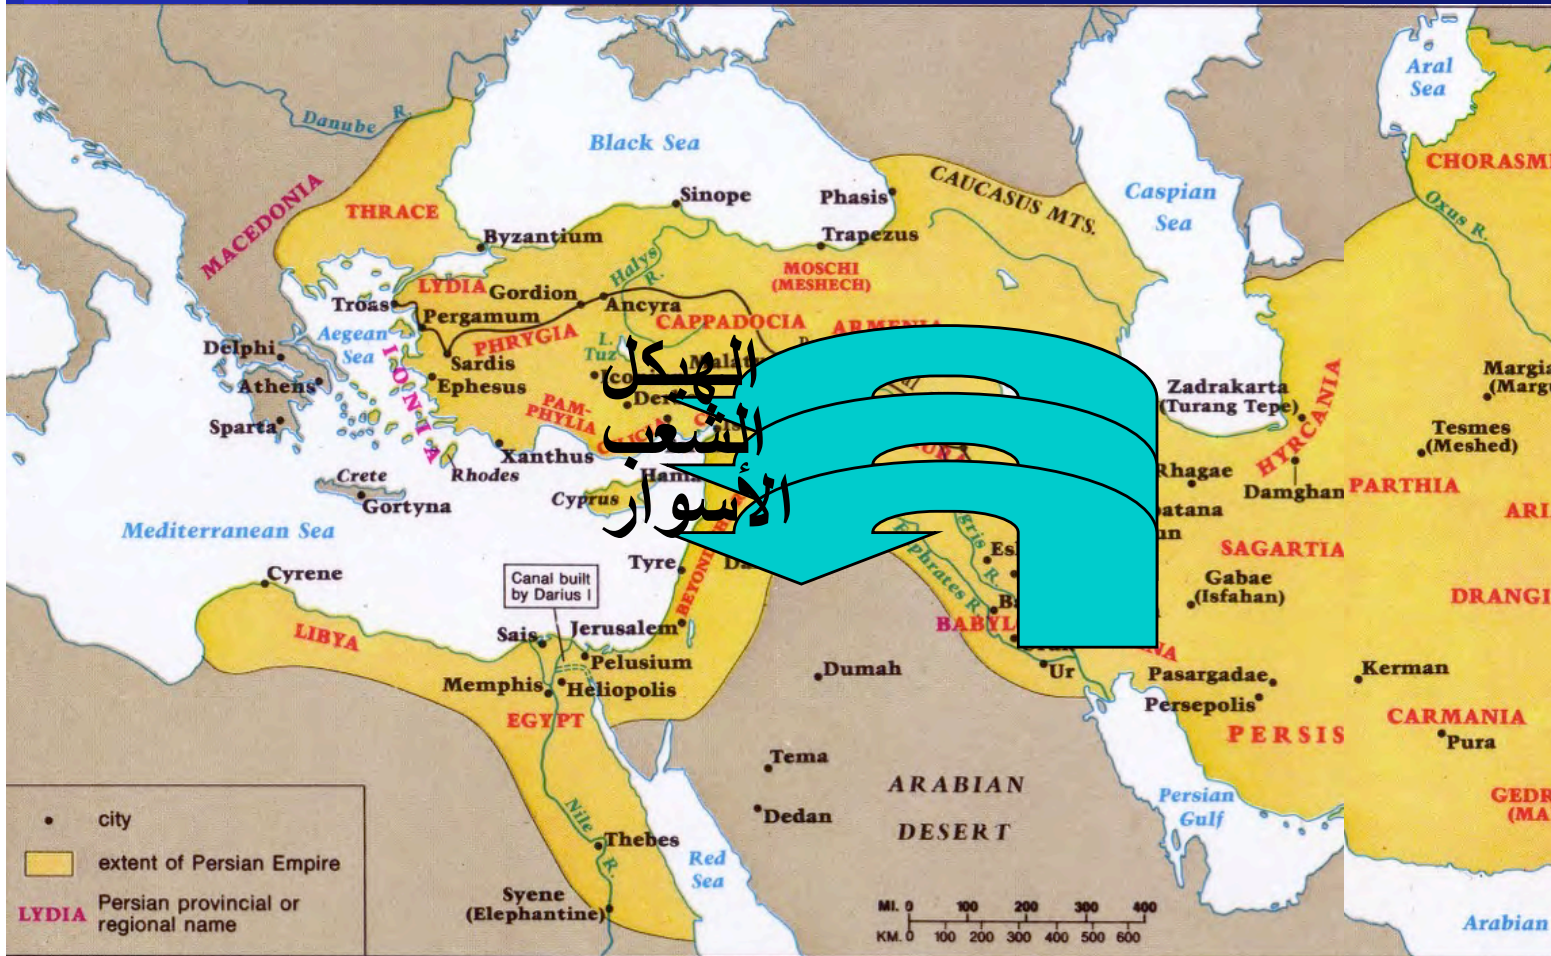 Aral
Sea
Danube R.
Black Sea
CHORASM
CAUCASUS MTS.
Caspian
Sea
Oxus R.
MACEDONIA
THRACE
Sinope
Phasis
Byzantium
Trapezus
Halys
R.
MOSCHI
(MESHECH)
LYDIA
Gordion
Ancyra
Troas
Pergamum
CAPPADOCIA
ARMENIA
Aegean
Sea
PHRYGIA
L.
Tuz
الهيكل
Delphi
Sardis
Athens
Ephesus
IONIA
PAM-
PHYLIA
Zadrakarta
(Turang Tepe)
HYRCANIA
Sparta
الشعب
Xanthus
Crete
Rhodes
Gortyna
Cyprus
الأسوار
Rhagae
Damghan
PARTHIA
Tesmes
(Meshed)
Mediterranean Sea
SAGARTIA
Cyrene
Tyre
Canal built
by Darius I
Euphrates R.
R.
Gabae
(Isfahan)
LIBYA
Sais
Jerusalem
Pelusium
Memphis
Heliopolis
EGYPT
Dumah
Ur
Pasargadae
Persepolis
PERSIS
Kerman
CARMANIA
Pura
Tema
Dedan
ARABIAN
DESERT
Persian
Gulf
Nile R.
Thebes
Red
Sea
Syene
(Elephantine)
Arabian
city
extent of Persian Empire
LYDIA Persian provincial or
regional name
MI. 0 100 200 300 400
KM. 0 100 200 300 400 500 600